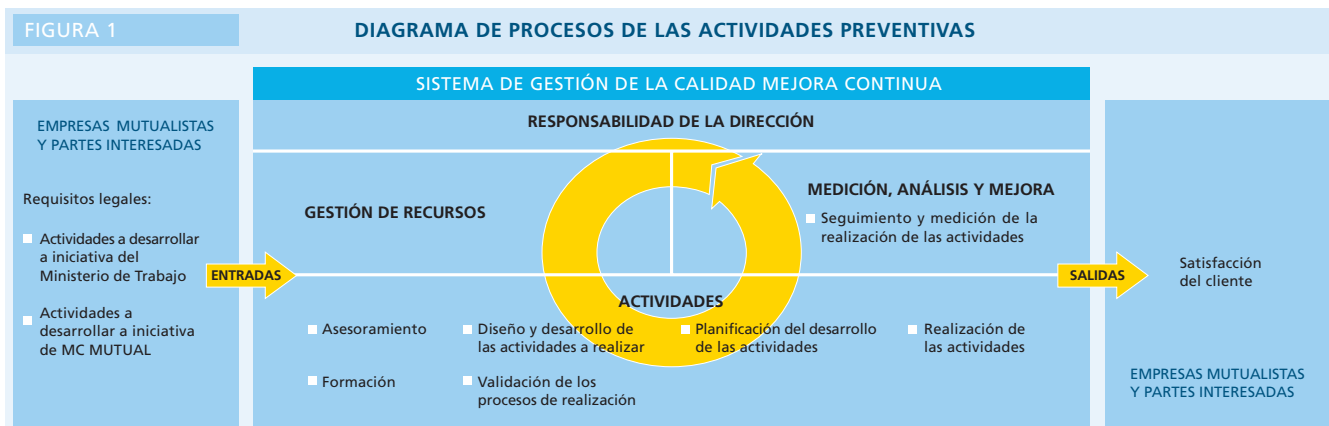 FIGURA 1
DIAGRAMA DE PROCESOS DE LAS ACTIVIDADES PREVENTIVAS
EMPRESAS MUTUALISTAS
Y PARTES INTERESADAS
Requisitos legales:
Actividades a desarrollar
a iniciativa del
Ministerio de Trabajo
Actividades a
desarrollar a iniciativa
de MC MUTUAL
ENTRADAS
SISTEMA DE GESTIÓN DE LA CALIDAD MEJORA CONTINUA
RESPONSABILIDAD DE LA DIRECCIÓN
GESTIÓN DE RECURSOS
MEDICIÓN, ANÁLISIS Y MEJORA
Seguimiento y medición de la
realización de las actividades
ACTIVIDADES
Asesoramiento
Diseño y desarrollo de
las actividades a realizar
Planificación del desarrollo
de las actividades
Realización de
las actividades
Formación
Validación de los
procesos de realización
SALIDAS
Satisfacción
del cliente
EMPRESAS MUTUALISTAS
Y PARTES INTERESADAS